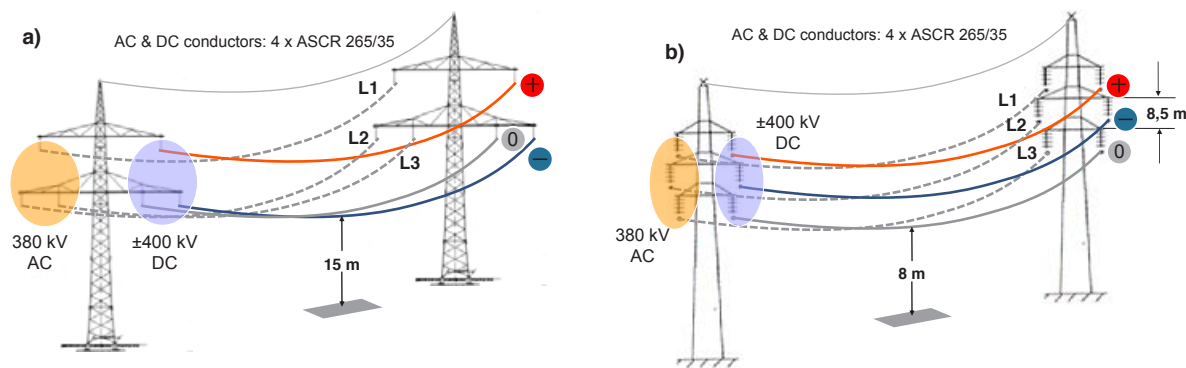 a)
AC & DC conductors: 4 x ASCR 265/35
L1
+
L2
0
L3
−
380 kV
AC
±400 kV
DC
15 m
b)
AC & DC conductors: 4 x ASCR 265/35
±400 kV
DC
L1
+
8,5 m
L2
−
L3
0
380 kV
AC
8 m